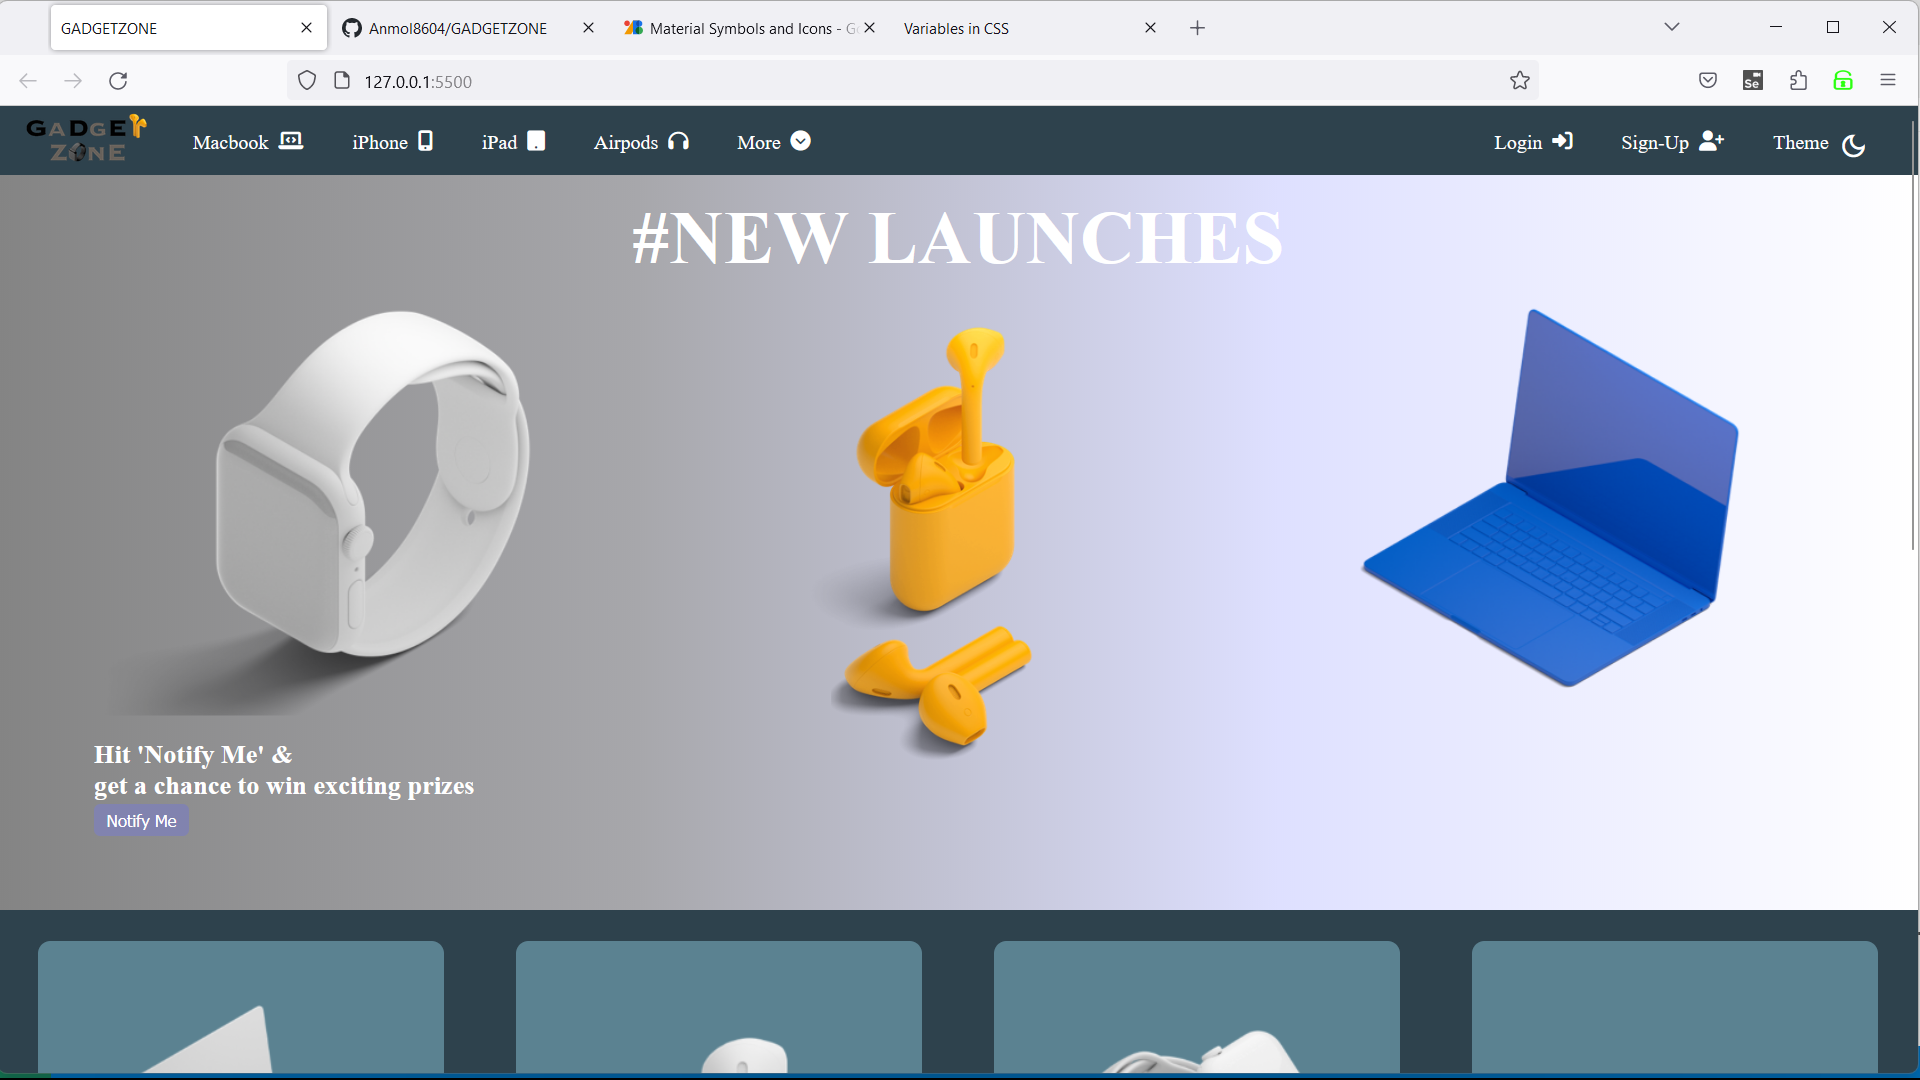 GADGETZONE
Anmol8604/GADGETZONE
Material Symbols and Icons - Go
Variables in CSS
127.0.0.1:5500
Se
GADGET
ZONE
Macbook
iPhone
iPad
Airpods
More
Login
Sign-Up
Theme
#NEW LAUNCHES
Hit 'Notify Me' &
get a chance to win exciting prizes
Notify Me